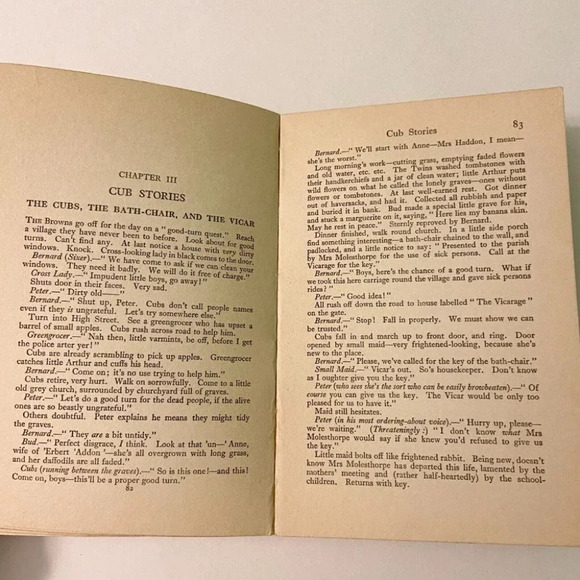 CHAPTER III
CUB STORIES
THE CUBS, THE BATH-CHAIR, AND THE VICAR
The Browns go off for the day on a "good-turn quest." Reach
a village they have never been to before. Look about for good
turns. Can't find any. At last notice a house with very dirty
windows. Knock. Cross-looking lady in black comes to the door.
Bernard (Sixer).—"We have come to ask if we can clean your
windows. They need it badly. We will do it free of charge."
Cross Lady.—"Impudent little boys, go away!"
Shuts door in their faces. Very sad.
Peter.—"Dirty old——"
Bernard.—"Shut up, Peter. Cubs don't call people names
even if they is ungrateful. Let's try somewhere else."
Turn into High Street. See a greengrocer who has upset a
barrel of small apples. Cubs rush across road to help him.
Greengrocer.—"Nah then, little varmints, be off, before I get
the police arter yer!"
Cubs are already scrambling to pick up apples. Greengrocer
catches little Arthur and cuffs his head.
Bernard.—"Come on; it's no use trying to help him."
Cubs retire, very hurt. Walk on sorrowfully. Come to a little
old grey church, surrounded by churchyard full of graves.
Peter.—"Let's do a good turn for the dead people, if the alive
ones are so beastly ungrateful."
Others doubtful. Peter explains he means they might tidy
the graves.
Bernard.—"They are a bit untidy."
Bud.—"Perfect disgrace, I think. Look at that 'un—'Anne,
wife of 'Erbert 'Addon'—she's all overgrown with long grass,
and her daffodils are all faded."
Cubs (running between the graves).—"So is this one!—and this!
Come on, boys—this'll be a proper good turn."
82
Cub Stories 83
Bernard.—"We'll start with Anne—Mrs Haddon, I mean—
she's the worst."
Long morning's work—cutting grass, emptying faded flowers
and old water, etc. etc. The Twins washed tombstones with
their handkerchiefs and a jar of clean water; little Arthur puts
wild flowers on what he called the lonely graves—ones without
crosses or tombstones. At last well-earned rest. Got dinner
out of haversacks, and had it. Collected all rubbish and paper
and buried it in bank. Bud made a special little grave for his,
and stuck a marguerite on it, saying, "Here lies my banana skin.
May he rest in peace." Sternly reproved by Bernard.
Dinner finished, walk round church. In a little side porch
find something interesting—a bath-chair chained to the wall, and
padlocked, and a little notice to say: "Presented to the parish
by Mrs Molesthorpe for the use of sick persons. Call at the
Vicarage for the key."
Bernard.—"Boys, here's the chance of a good turn. What if
we took this here carriage round the village and gave sick persons
rides?"
Peter.—"Good idea!"
All rush off down the road to house labelled "The Vicarage"
on the gate.
Bernard.—"Stop! Fall in properly. We must show we can
be trusted."
Cubs fall in and march up to front door, and ring. Door
opened by small maid—very frightened-looking, because she's
new to the place.
Bernard.—"Please, we've called for the key of the bath-chair."
Small Maid.—"Vicar's out. So's housekeeper. Don't know
as I oughter give you the key."
Peter (who sees she's the sort who can be easily browbeaten).—"Of
course you can give us the key. The Vicar would be only too
pleased for us to have it."
Maid still hesitates.
Peter (in his most ordering-about voice).—"Hurry up, please—
we're waiting." (Threateningly:) "I don't know what Mrs
Molesthorpe would say if she knew you'd refused to give us
the key."
Little maid bolts off like frightened rabbit. Being new, doesn't
know Mrs Molesthorpe has departed this life, lamented by the
mothers' meeting and (rather half-heartedly) by the school-
children. Returns with key.